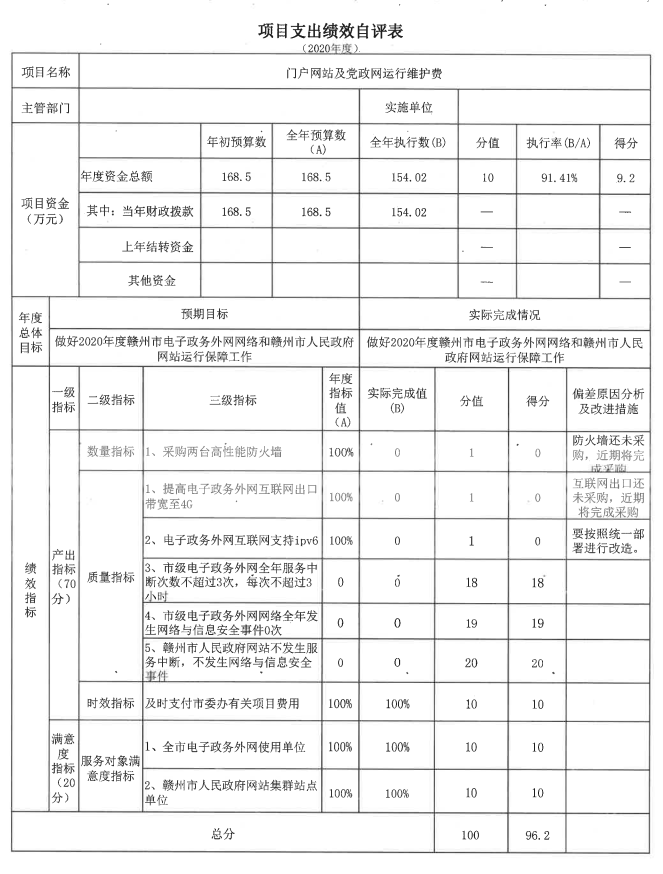 项目支出绩效自评表
（2020年度）
项目名称 门户网站及党政网运行维护费
主管部门 实施单位
项目资金
（万元）
年初预算数 全年预算数
（A） 全年执行数(B) 分值 执行率(B/A) 得分
年度资金总额 168.5 168.5 154.02 10 91.41% 9.2
其中：当年财政拨款 168.5 168.5 154.02 — —
上年结转资金 — —
其他资金 — —
年度
总体
目标
预期目标 实际完成情况
做好2020年度赣州市电子政务外网网络和赣州市人民政府
网站运行保障工作
做好2020年度赣州市电子政务外网网络和赣州市人民
政府网站运行保障工作
绩
效
指
标
一级
指标
二级指标 三级指标
年度
指标
值
（A）
实际完成值
(B)
分值 得分
偏差原因分析
及改进措施
产出
指标
（70
分）
数量指标 1、采购两台高性能防火墙 100% 0 1 0
防火墙还未采
购，近期将完
成采购
质量指标
1、提高电子政务外网互联网出口
带宽至4G
100% 0 1 0
互联网出口还
未采购，近期
将完成采购
2、电子政务外网互联网支持ipv6 100% 0 1 0
要按照统一部
署进行改造。
3、市级电子政务外网全年服务中
断次数不超过3次，每次不超过3
小时
0 0 18 18
4、市级电子政务外网网络全年发
生网络与信息安全事件0次
0 0 19 19
5、赣州市人民政府网站不发生服
务中断，不发生网络与信息安全
事件
0 0 20 20
时效指标 及时支付市委办有关项目费用 100% 100% 10 10
满意
度
指标
（20
分）
服务对象满
意度指标
1、全市电子政务外网使用单位 100% 100% 10 10
2、赣州市人民政府网站集群站点
单位
100% 100% 10 10
总分 100 96.2